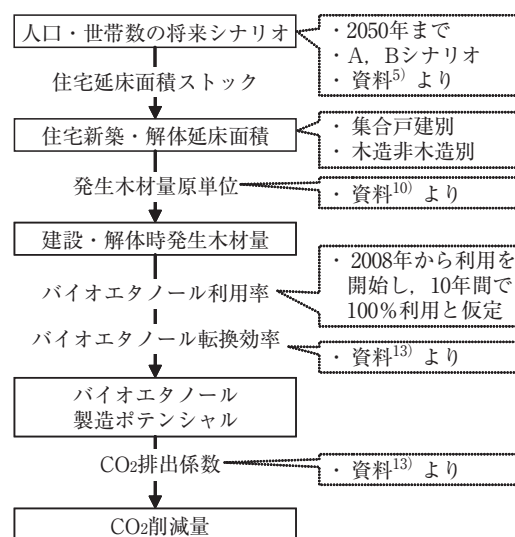 人口・世帯数の将来シナリオ
・2050年まで
・A，Bシナリオ
・資料5) より
住宅延床面積ストック
住宅新築・解体延床面積
・集合戸建別
・木造非木造別
発生木材量原単位
・資料10) より
建設・解体時発生木材量
・2008年から利用を
開始し，10年間で
100％利用と仮定
バイオエタノール利用率
バイオエタノール転換効率
・資料13) より
バイオエタノール
製造ポテンシャル
CO2排出係数
・資料13) より
CO2削減量